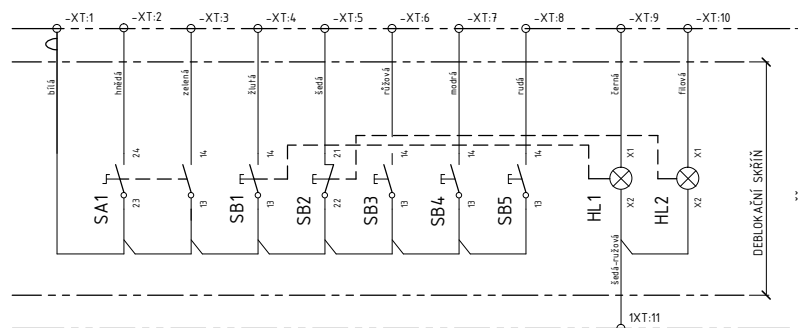 -XT:1 -XT:2 -XT:3 -XT:4 -XT:5 -XT:6 -XT:7 -XT:8 -XT:9 -XT:10
bílá hnědá zelená žlutá šedá růžová modrá rudá černá filová
24 14 14 21 14 14 14 X1 X1
SA1 SB1 SB2 SB3 SB4 SB5 HL1 HL2
23 13 13 22 13 13 13 X2 X2
šedá-ružová
DEBLOKAČNÍ SKŘÍŇ
1XT:11